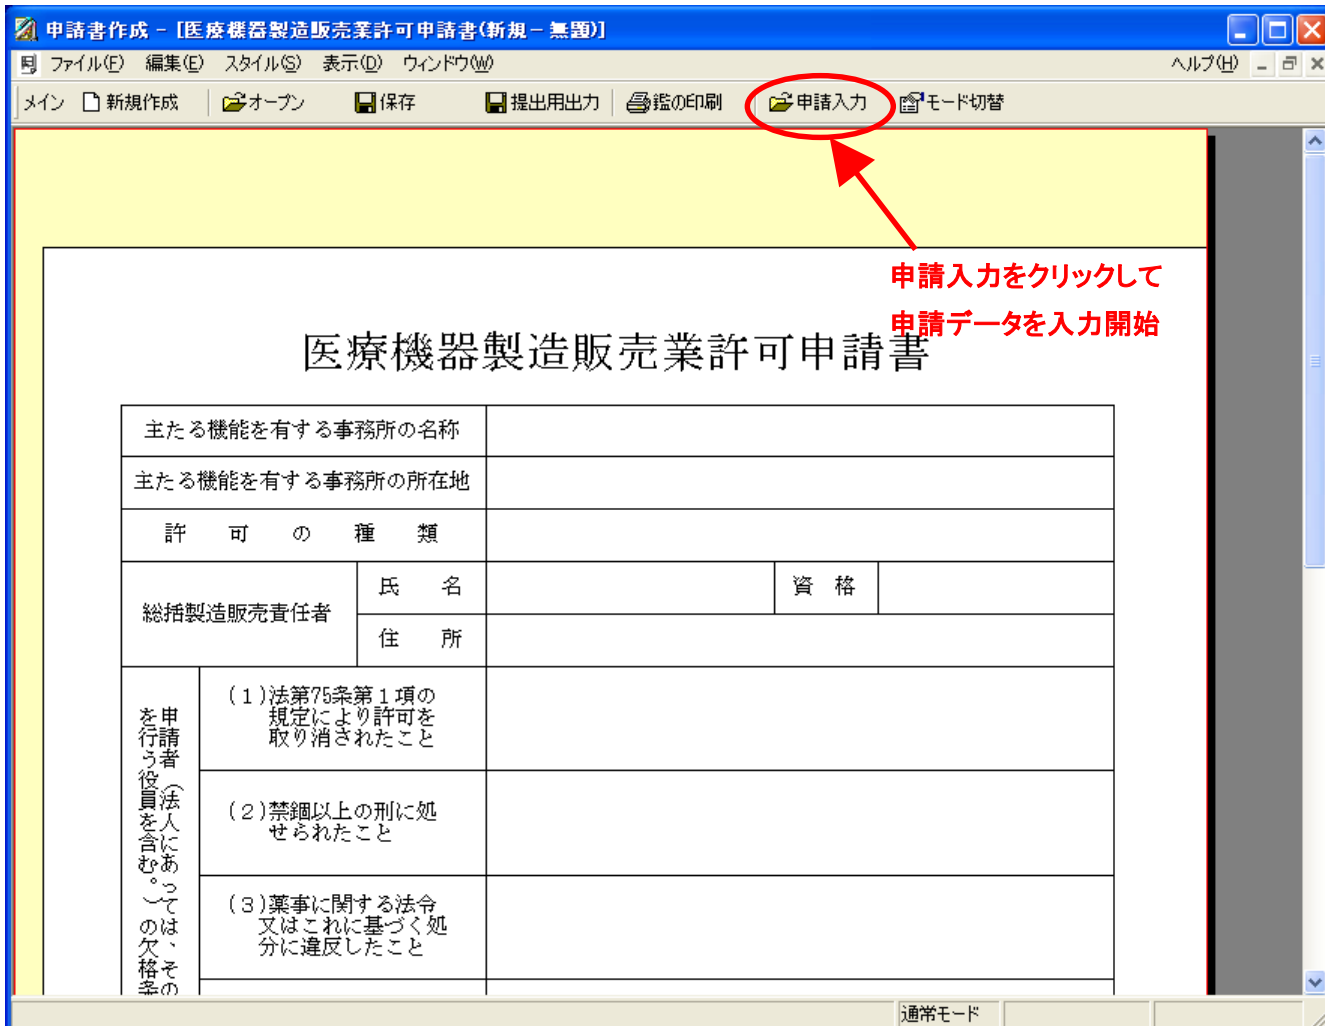 申請書作成 - [医療機器製造販売業許可申請書(新規－無題)]
ファイル(F) 編集(E) スタイル(S) 表示(D) ウィンドウ(W) ヘルプ(H)
メイン 新規作成 オープン 保存 提出用出力 鑑の印刷 申請入力 モード切替
申請入力をクリックして
申請データを入力開始
医療機器製造販売業許可申請書
主たる機能を有する事務所の名称
主たる機能を有する事務所の所在地
許可の種類
総括製造販売責任者
氏名
資格
住所
申請者（法人にあっては、その
を行う役員を含む。）の欠格条
(1)法第75条第１項の
規定により許可を
取り消されたこと
(2)禁錮以上の刑に処
せられたこと
(3)薬事に関する法令
又はこれに基づく処
分に違反したこと
通常モード